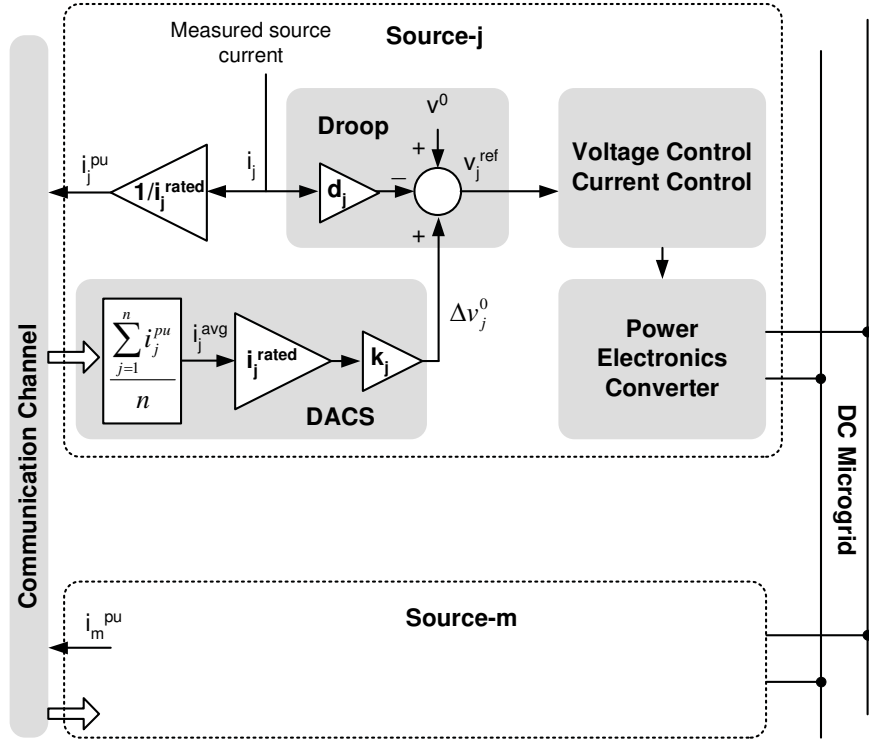 Measured source
current
Source-j
Droop
v⁰
+
i_j^pu
1/i_j^rated
i_j
d_j
−
v_j^ref
+
Voltage Control
Current Control
Δv_j^0
∑_{j=1}^{n} i_j^{pu}
n
i_j^avg
i_j^rated
k_j
DACS
Power
Electronics
Converter
Communication Channel
DC Microgrid
Source-m
i_m^pu